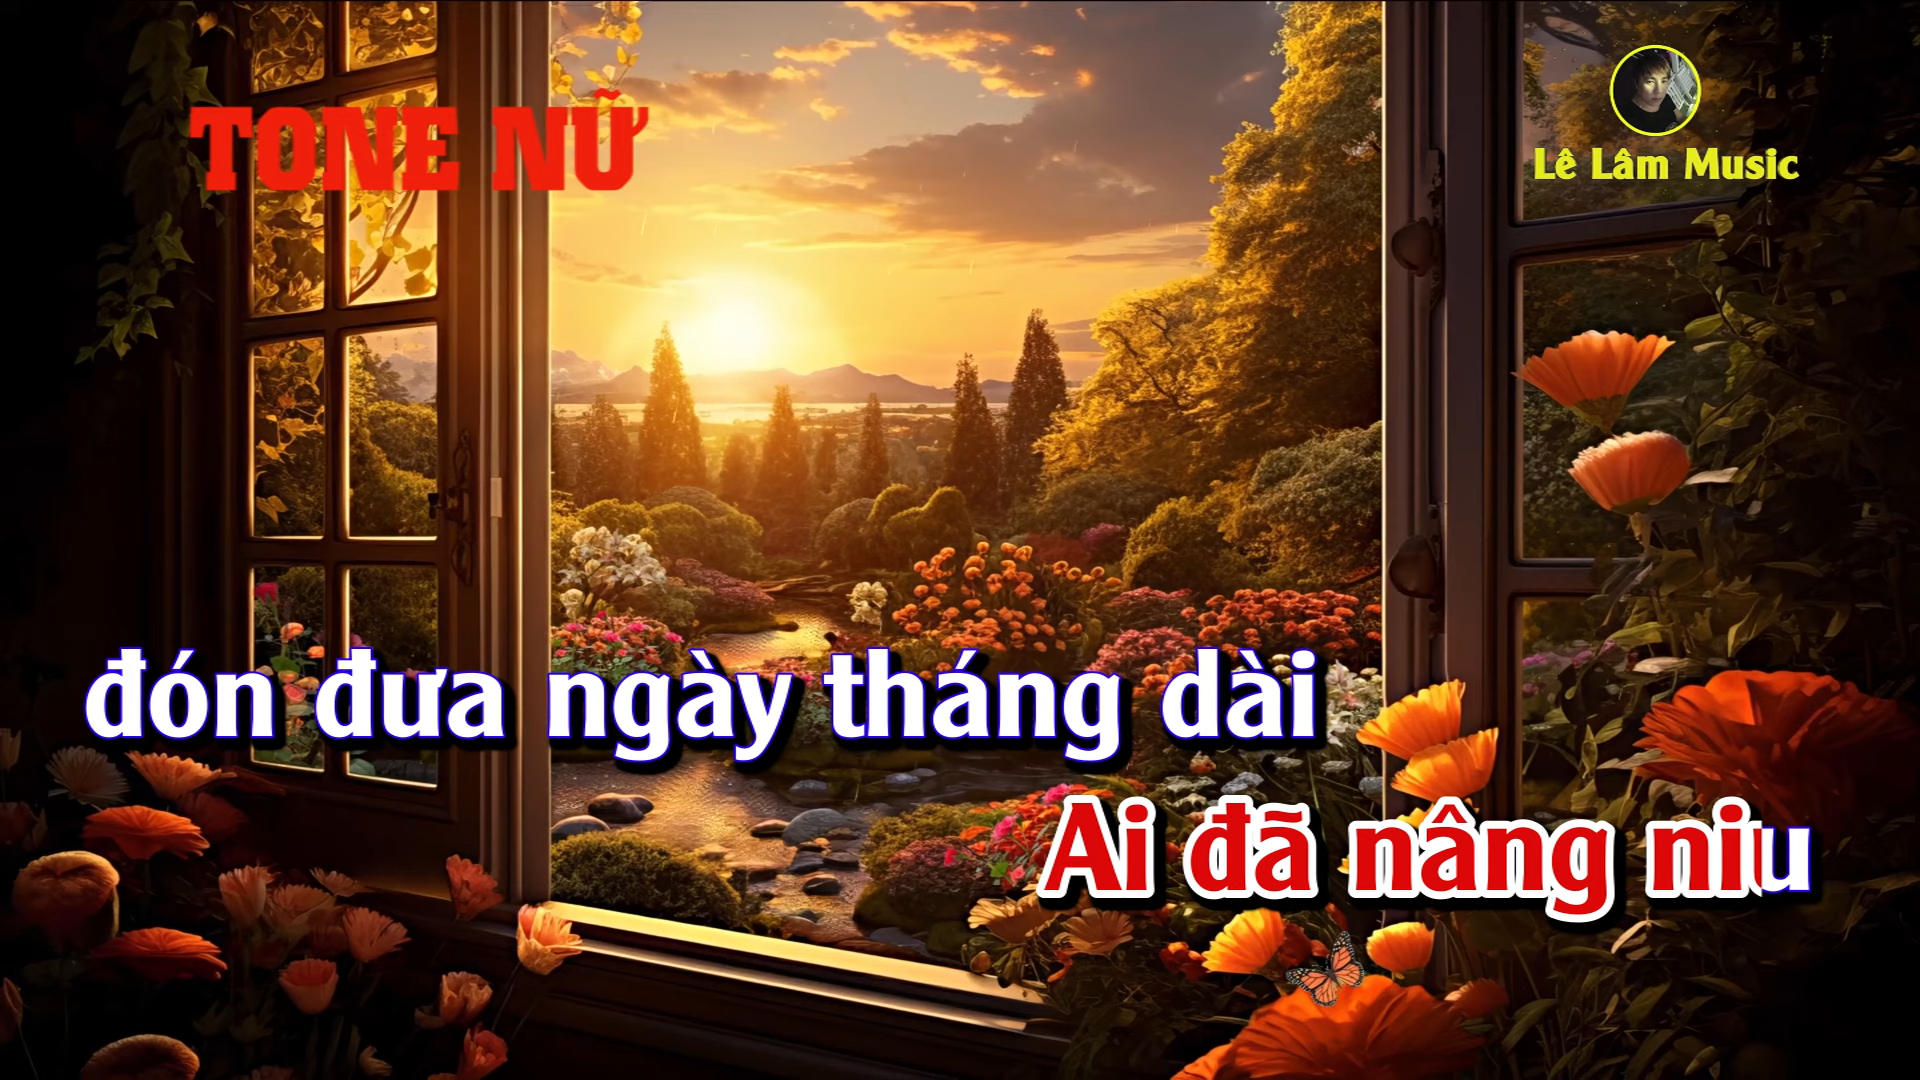 TONE NỮ
Lê Lâm Music
đón đưa ngày tháng dài
Ai đã nâng niu